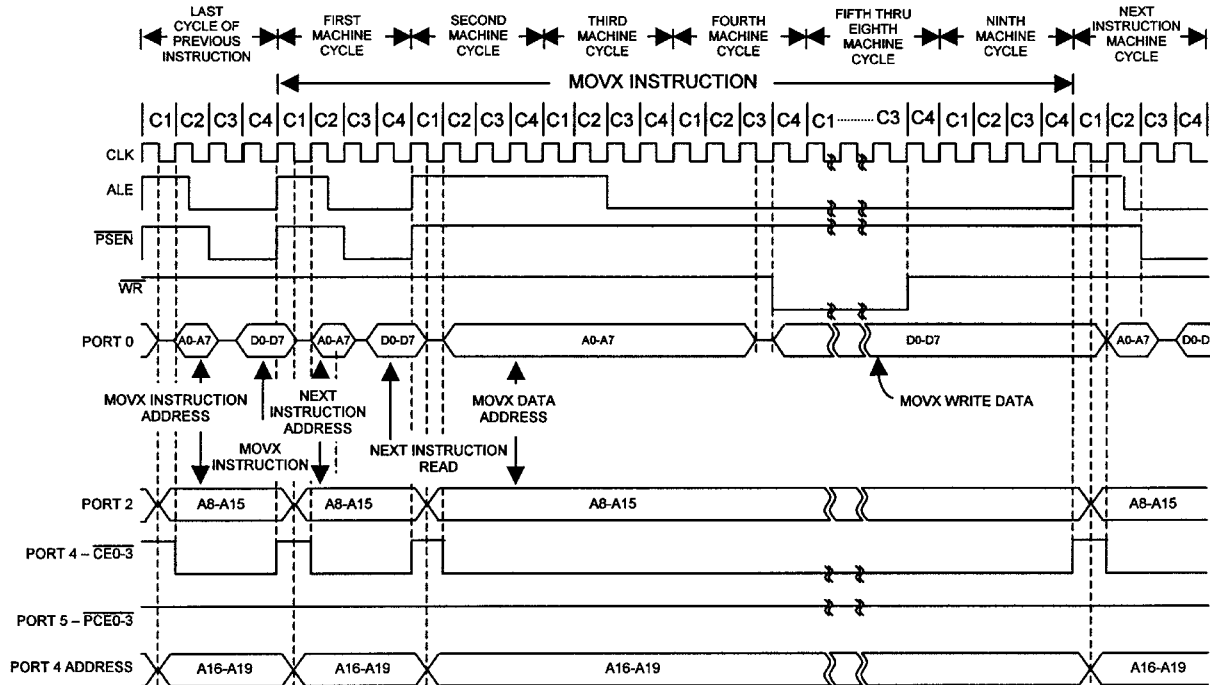 LAST
CYCLE OF
PREVIOUS
INSTRUCTION
FIRST
MACHINE
CYCLE
SECOND
MACHINE
CYCLE
THIRD
MACHINE
CYCLE
FOURTH
MACHINE
CYCLE
FIFTH THRU
EIGHTH
MACHINE
CYCLE
NINTH
MACHINE
CYCLE
NEXT
INSTRUCTION
MACHINE
CYCLE
MOVX INSTRUCTION
C1 C2 C3 C4 C1 C2 C3 C4 C1 C2 C3 C4 C1 C2 C3 C4 C1 C2 C3 C4 C1 ......... C3 C4 C1 C2 C3 C4 C1 C2 C3 C4
CLK
ALE
PSEN
WR
PORT 0 A0-A7 D0-D7 A0-A7 D0-D7 A0-A7 D0-D7 A0-A7 D0-D
MOVX INSTRUCTION
ADDRESS
NEXT
INSTRUCTION
ADDRESS
MOVX DATA
ADDRESS
MOVX WRITE DATA
MOVX
INSTRUCTION
NEXT INSTRUCTION
READ
PORT 2 A8-A15 A8-A15 A8-A15 A8-A15
PORT 4 – CE0-3
PORT 5 – PCE0-3
PORT 4 ADDRESS A16-A19 A16-A19 A16-A19 A16-A19